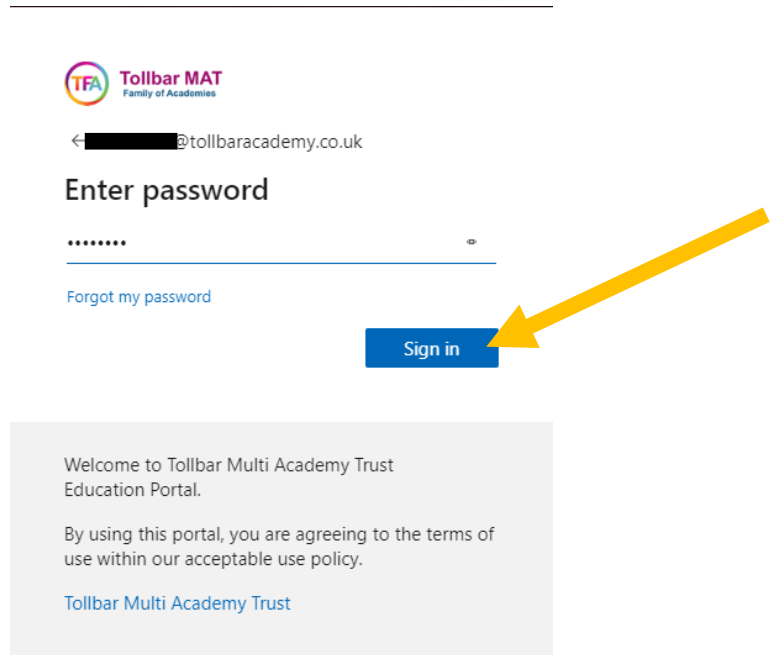 TFA
Tollbar MAT
Family of Academies
@tollbaracademy.co.uk
Enter password
••••••••
Forgot my password
Sign in
Welcome to Tollbar Multi Academy Trust
Education Portal.
By using this portal, you are agreeing to the terms of
use within our acceptable use policy.
Tollbar Multi Academy Trust